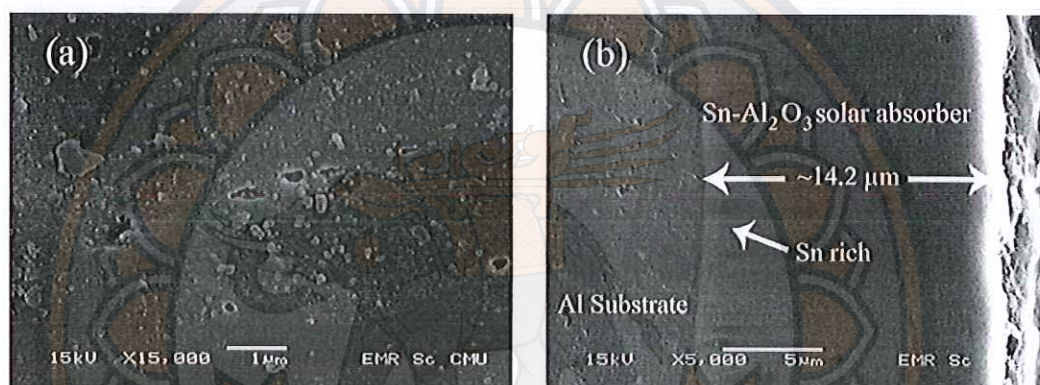 (a)
15kV X15,000 1μm EMR Sc CMU
(b)
Sn-Al₂O₃ solar absorber
~14.2 μm
Sn rich
Al Substrate
15kV X5,000 5μm EMR Sc